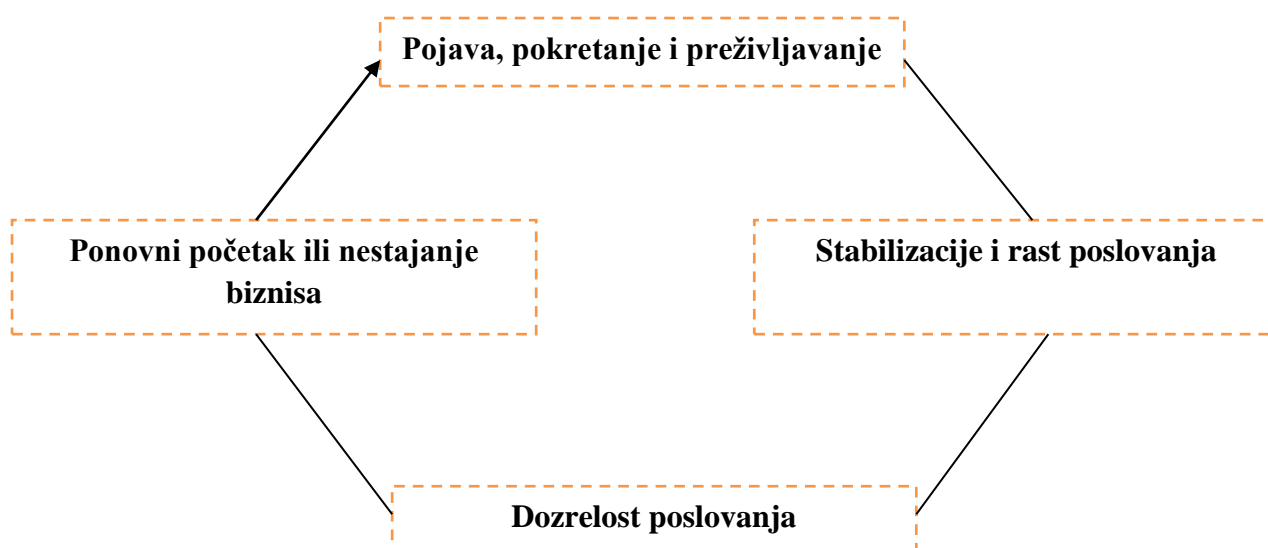 Pojava, pokretanje i preživljavanje
Ponovni početak ili nestajanje
biznisa
Stabilizacije i rast poslovanja
Dozrelost poslovanja